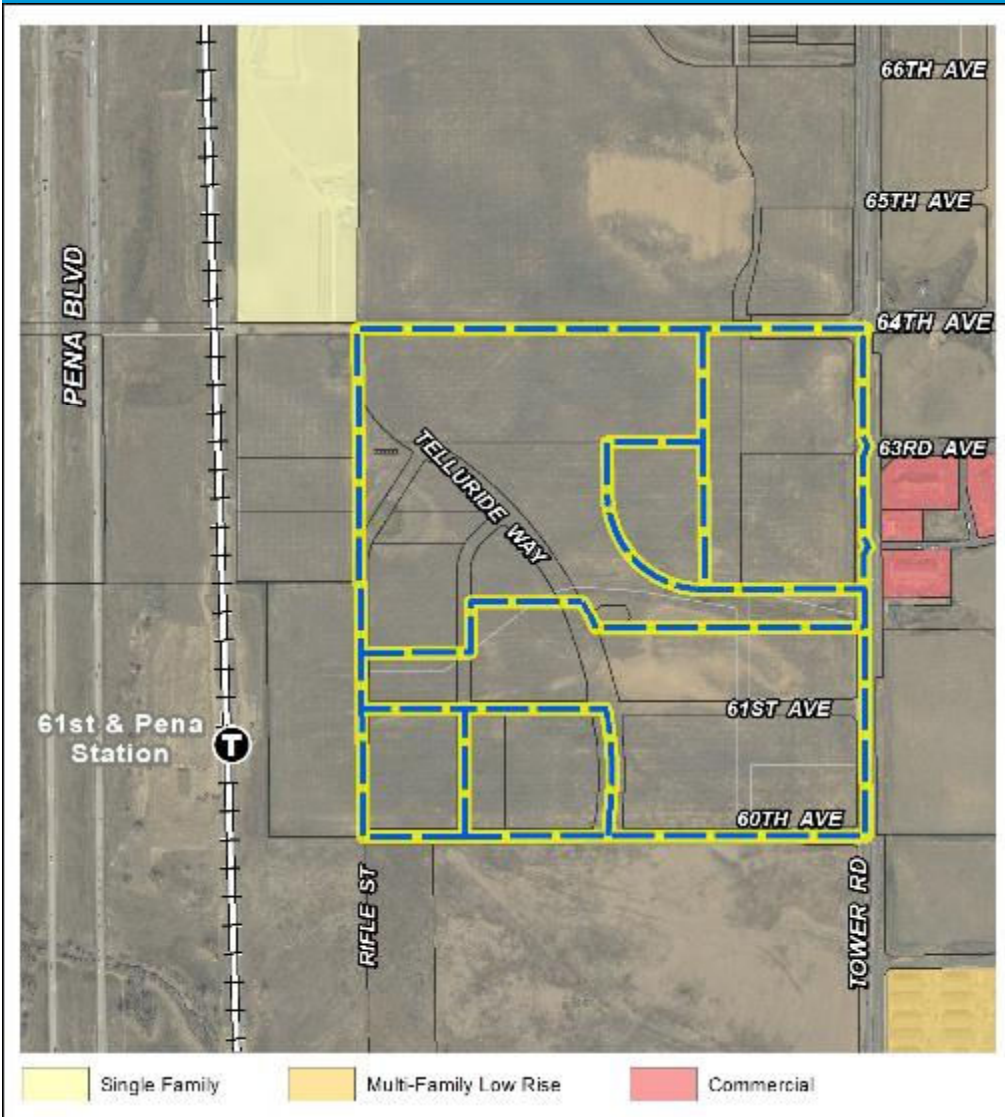 66TH AVE
65TH AVE
PENA BLVD
64TH AVE
63RD AVE
TELLURIDE WAY
61ST AVE
61st & Pena
Station
T
60TH AVE
RIFLE ST
TOWER RD
Single Family
Multi-Family Low Rise
Commercial